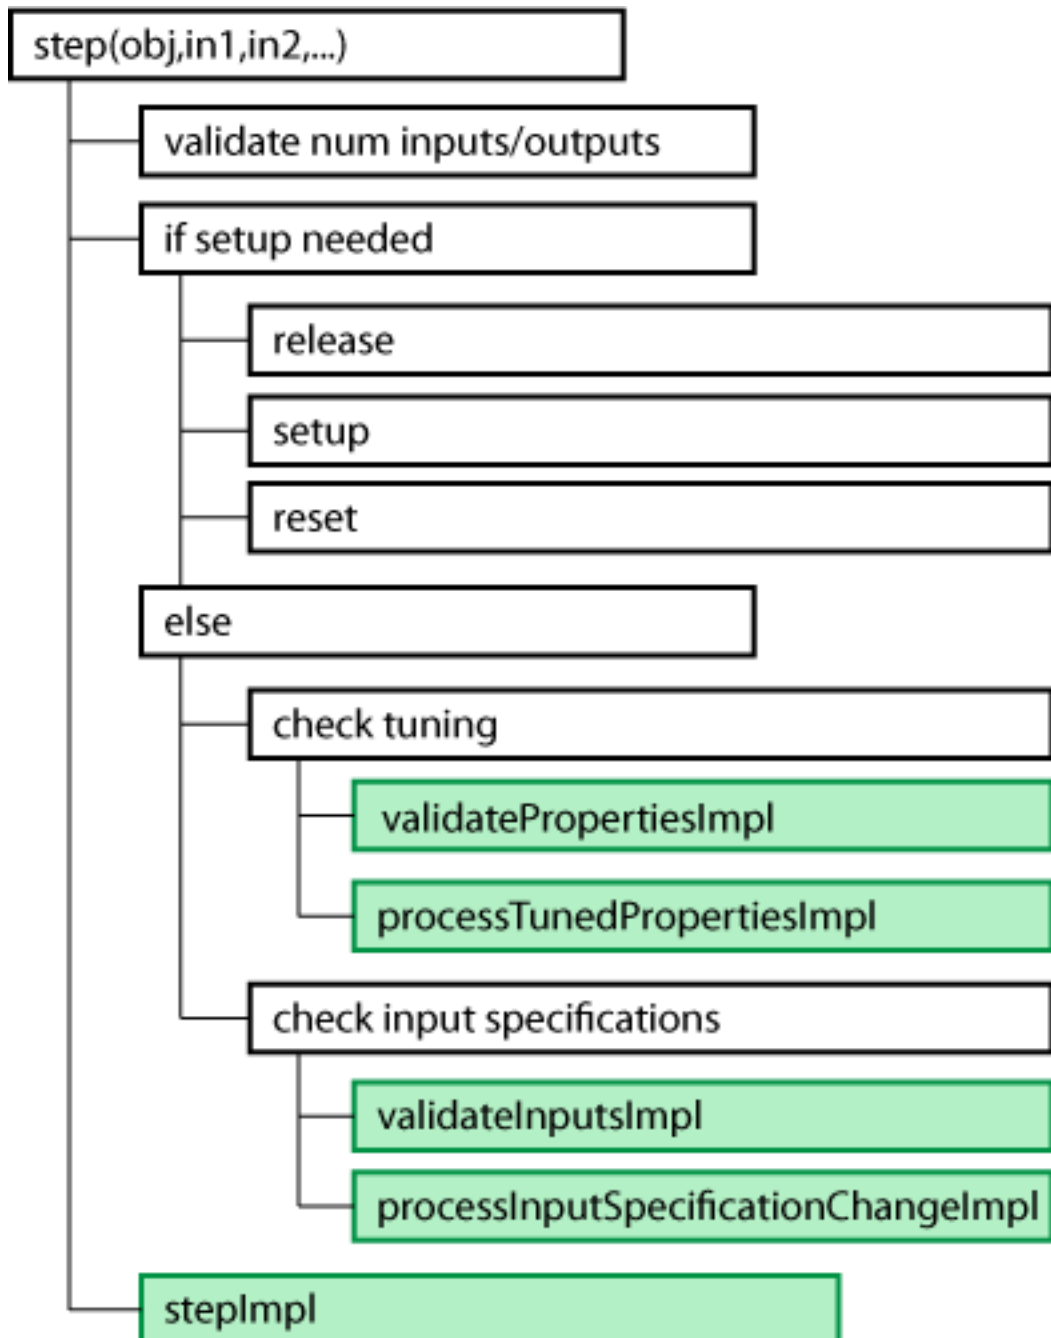 step(obj,in1,in2,...)
validate num inputs/outputs
if setup needed
release
setup
reset
else
check tuning
validatePropertiesImpl
processTunedPropertiesImpl
check input specifications
validateInputsImpl
processInputSpecificationChangeImpl
stepImpl